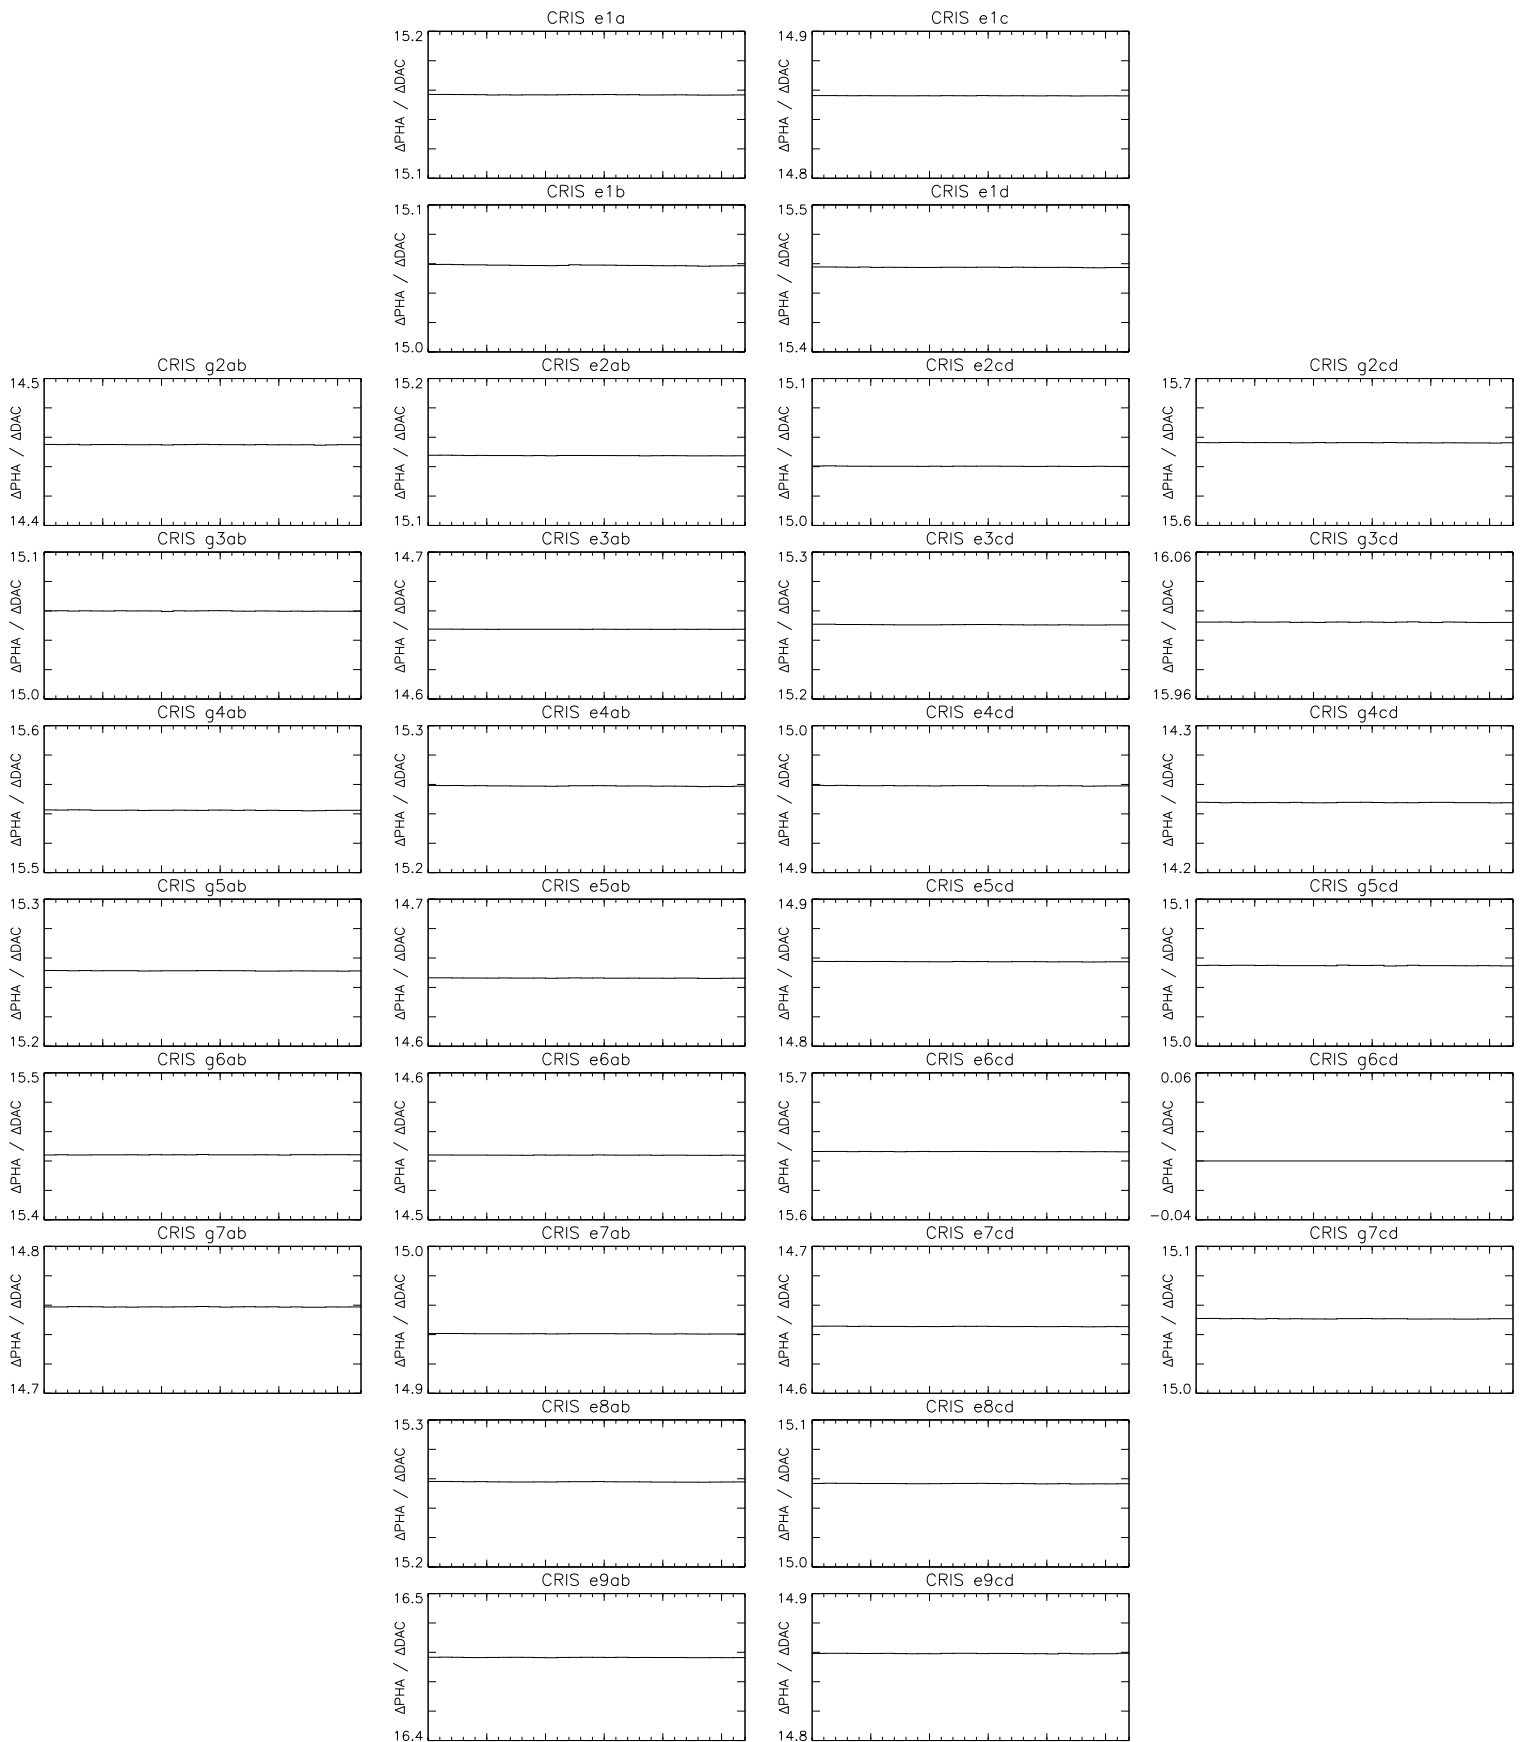 CRIS e1a
CRIS e1c
15.2
ΔPHA / ΔDAC
15.1
14.9
ΔPHA / ΔDAC
14.8
CRIS e1b
CRIS e1d
15.1
ΔPHA / ΔDAC
15.0
15.5
ΔPHA / ΔDAC
15.4
CRIS g2ab
CRIS e2ab
CRIS e2cd
CRIS g2cd
14.5
ΔPHA / ΔDAC
14.4
15.2
ΔPHA / ΔDAC
15.1
15.1
ΔPHA / ΔDAC
15.0
15.7
ΔPHA / ΔDAC
15.6
CRIS g3ab
CRIS e3ab
CRIS e3cd
CRIS g3cd
15.1
ΔPHA / ΔDAC
15.0
14.7
ΔPHA / ΔDAC
14.6
15.3
ΔPHA / ΔDAC
15.2
16.06
ΔPHA / ΔDAC
15.96
CRIS g4ab
CRIS e4ab
CRIS e4cd
CRIS g4cd
15.6
ΔPHA / ΔDAC
15.5
15.3
ΔPHA / ΔDAC
15.2
15.0
ΔPHA / ΔDAC
14.9
14.3
ΔPHA / ΔDAC
14.2
CRIS g5ab
CRIS e5ab
CRIS e5cd
CRIS g5cd
15.3
ΔPHA / ΔDAC
15.2
14.7
ΔPHA / ΔDAC
14.6
14.9
ΔPHA / ΔDAC
14.8
15.1
ΔPHA / ΔDAC
15.0
CRIS g6ab
CRIS e6ab
CRIS e6cd
CRIS g6cd
15.5
ΔPHA / ΔDAC
15.4
14.6
ΔPHA / ΔDAC
14.5
15.7
ΔPHA / ΔDAC
15.6
0.06
ΔPHA / ΔDAC
−0.04
CRIS g7ab
CRIS e7ab
CRIS e7cd
CRIS g7cd
14.8
ΔPHA / ΔDAC
14.7
15.0
ΔPHA / ΔDAC
14.9
14.7
ΔPHA / ΔDAC
14.6
15.1
ΔPHA / ΔDAC
15.0
CRIS e8ab
CRIS e8cd
15.3
ΔPHA / ΔDAC
15.2
15.1
ΔPHA / ΔDAC
15.0
CRIS e9ab
CRIS e9cd
16.5
ΔPHA / ΔDAC
16.4
14.9
ΔPHA / ΔDAC
14.8